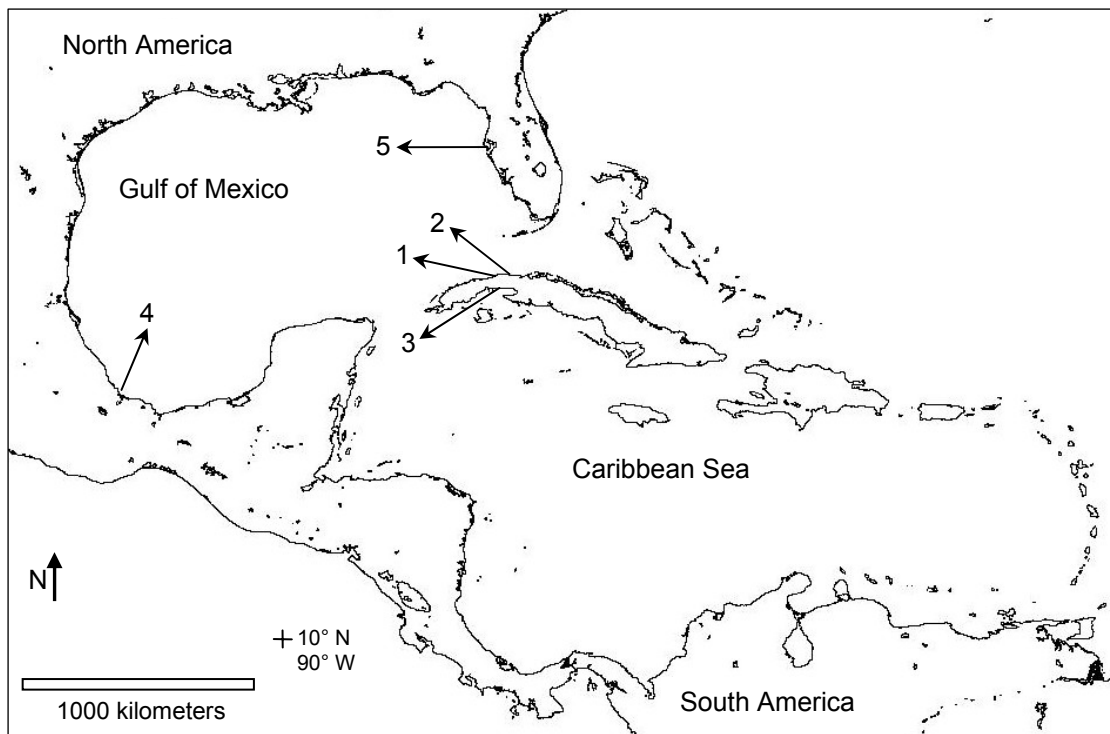 North America
5
Gulf of Mexico
2
1
4
3
Caribbean Sea
N
10° N
90° W
1000 kilometers
South America